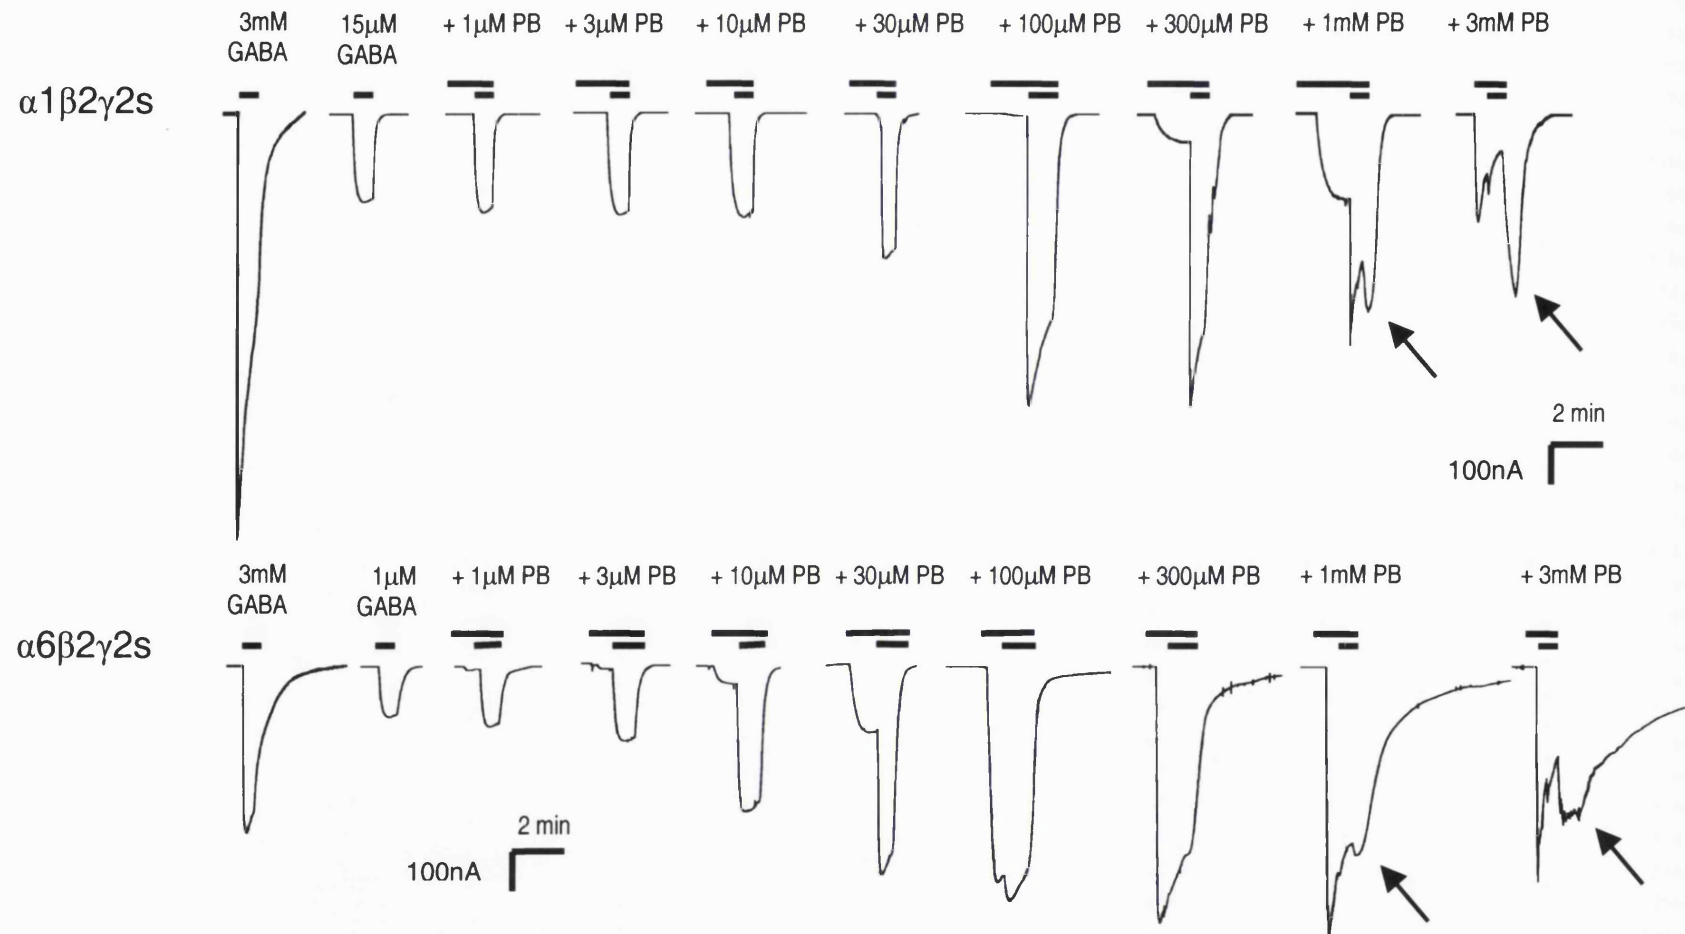 3mM 15µM + 1µM PB + 3µM PB + 10µM PB + 30µM PB + 100µM PB + 300µM PB + 1mM PB + 3mM PB
GABA GABA
α1β2γ2s
2 min
100nA
3mM 1µM + 1µM PB + 3µM PB + 10µM PB + 30µM PB + 100µM PB + 300µM PB + 1mM PB + 3mM PB
GABA GABA
α6β2γ2s
2 min
100nA